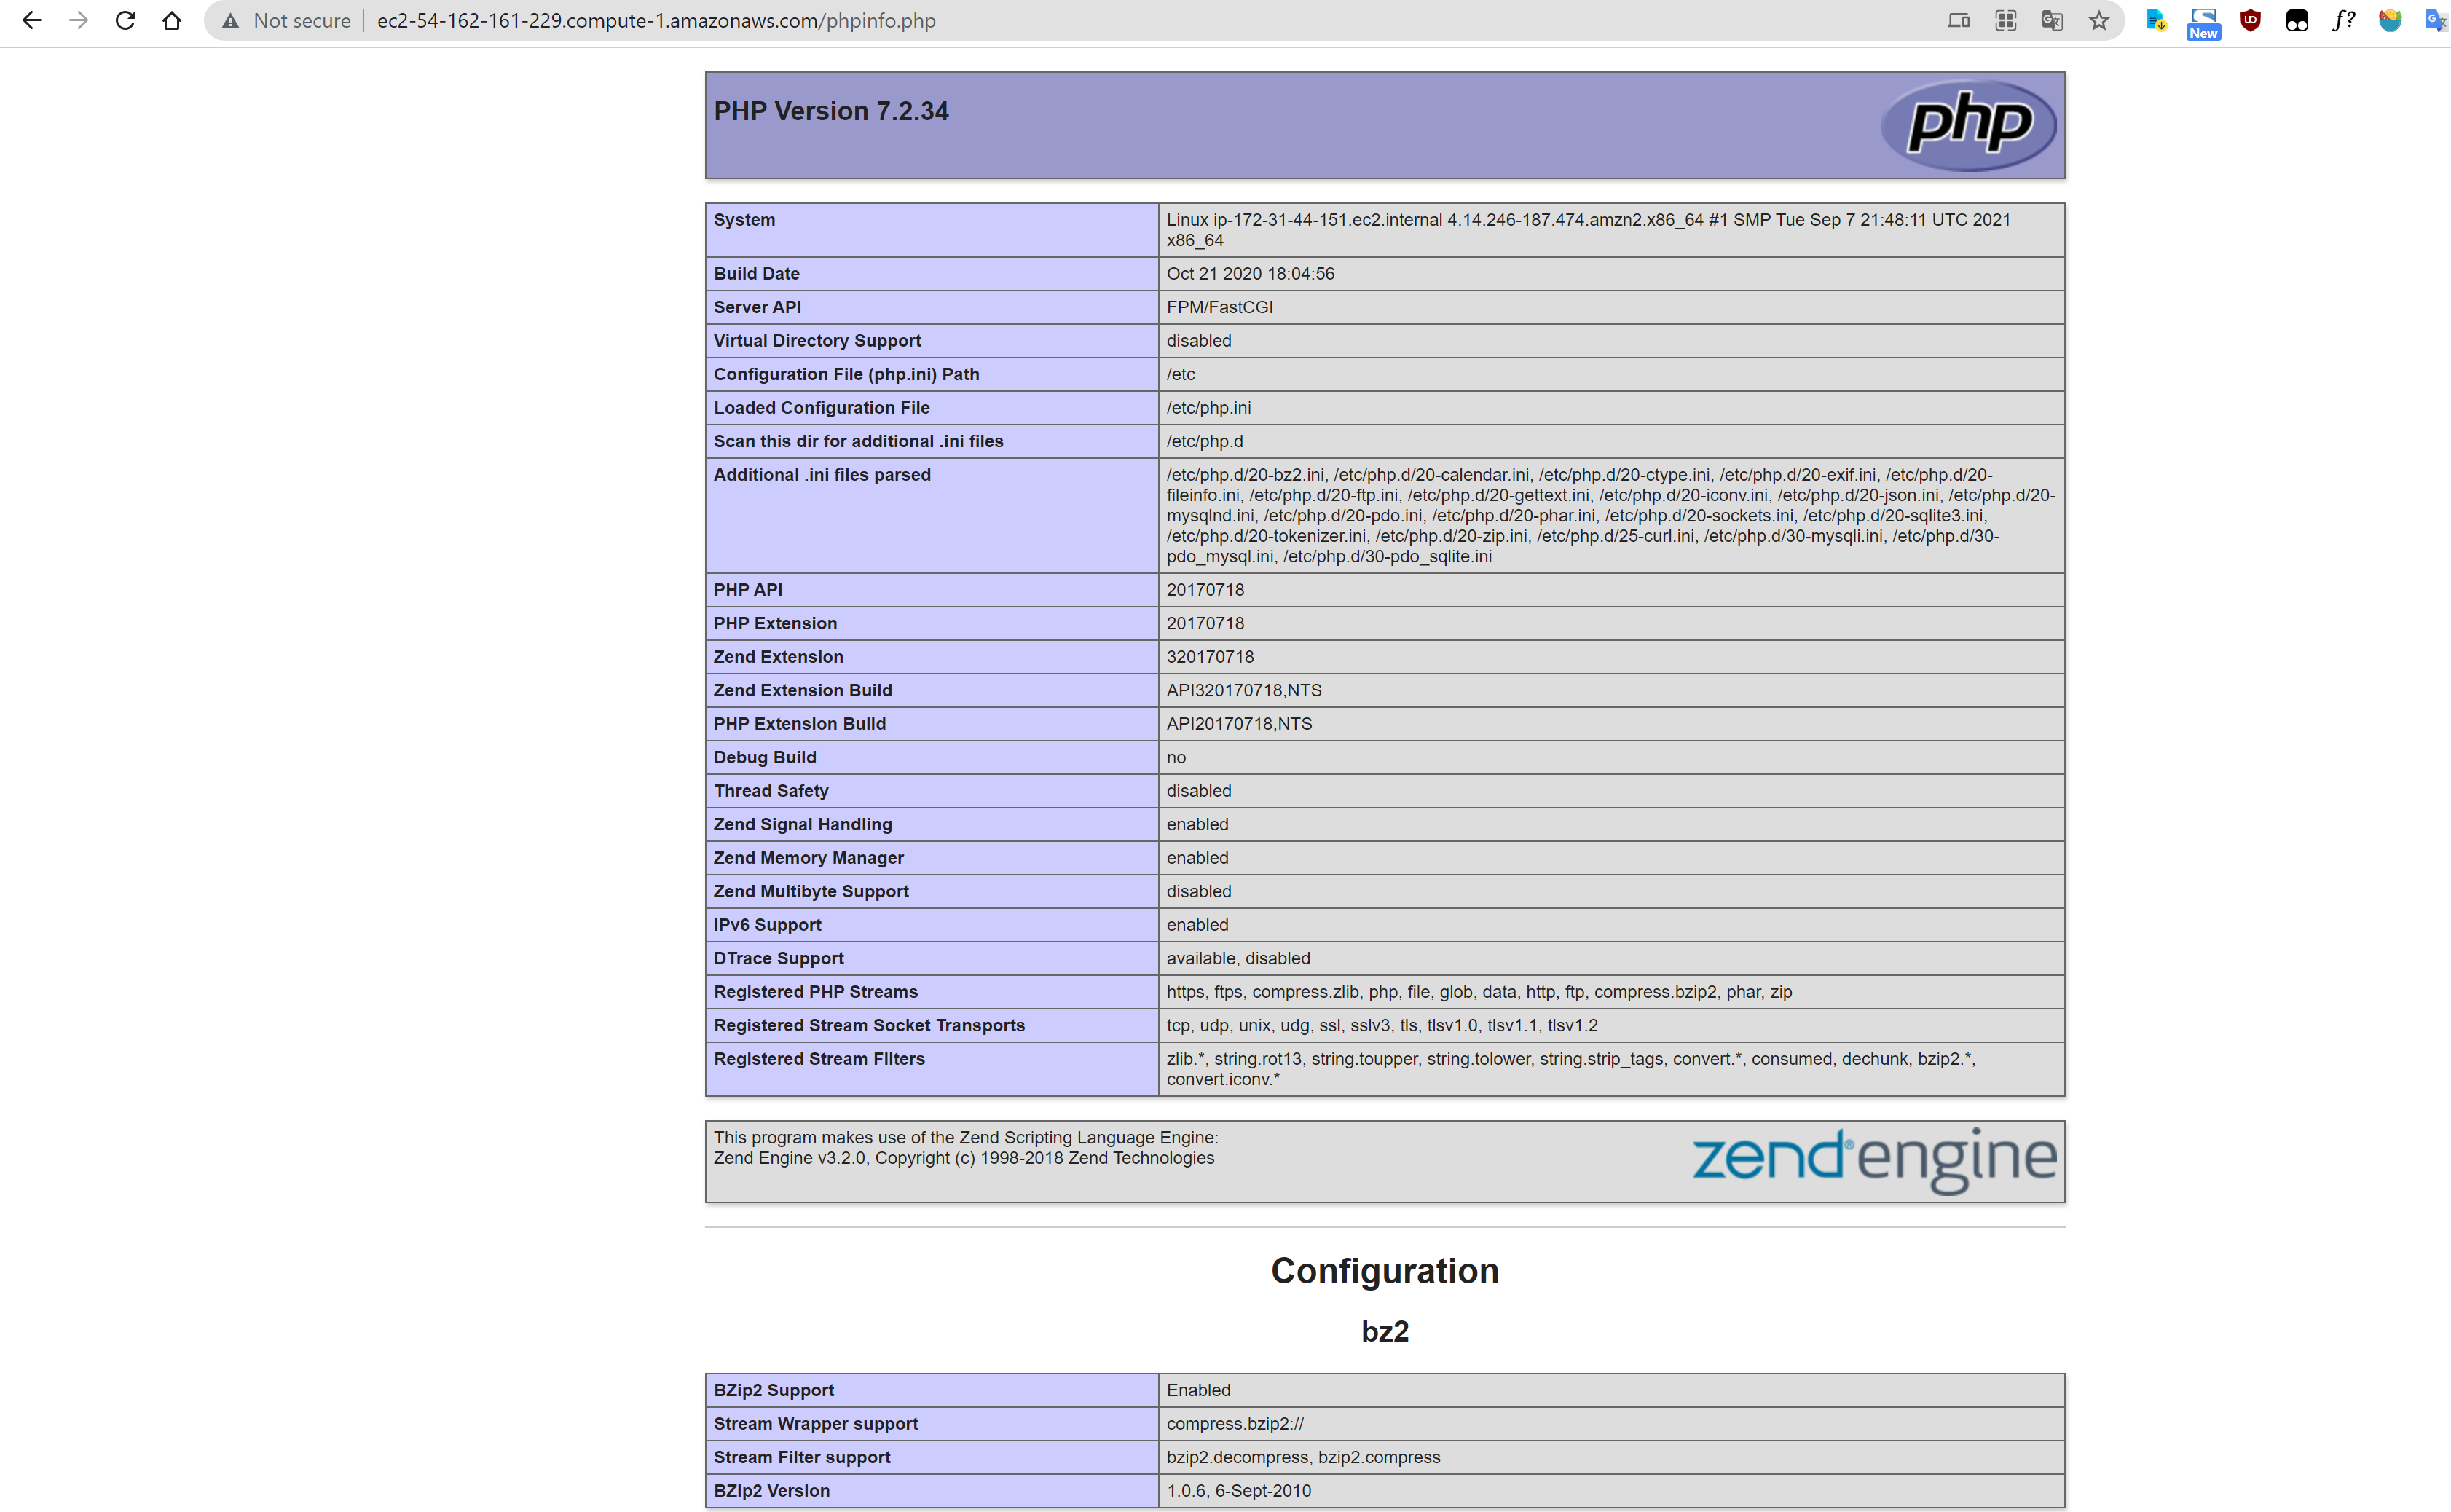 Not secure | ec2-54-162-161-229.compute-1.amazonaws.com/phpinfo.php
New
f?
PHP Version 7.2.34
php
System Linux ip-172-31-44-151.ec2.internal 4.14.246-187.474.amzn2.x86_64 #1 SMP Tue Sep 7 21:48:11 UTC 2021
x86_64
Build Date Oct 21 2020 18:04:56
Server API FPM/FastCGI
Virtual Directory Support disabled
Configuration File (php.ini) Path /etc
Loaded Configuration File /etc/php.ini
Scan this dir for additional .ini files /etc/php.d
Additional .ini files parsed /etc/php.d/20-bz2.ini, /etc/php.d/20-calendar.ini, /etc/php.d/20-ctype.ini, /etc/php.d/20-exif.ini, /etc/php.d/20-
fileinfo.ini, /etc/php.d/20-ftp.ini, /etc/php.d/20-gettext.ini, /etc/php.d/20-iconv.ini, /etc/php.d/20-json.ini, /etc/php.d/20-
mysqlnd.ini, /etc/php.d/20-pdo.ini, /etc/php.d/20-phar.ini, /etc/php.d/20-sockets.ini, /etc/php.d/20-sqlite3.ini,
/etc/php.d/20-tokenizer.ini, /etc/php.d/20-zip.ini, /etc/php.d/25-curl.ini, /etc/php.d/30-mysqli.ini, /etc/php.d/30-
pdo_mysql.ini, /etc/php.d/30-pdo_sqlite.ini
PHP API 20170718
PHP Extension 20170718
Zend Extension 320170718
Zend Extension Build API320170718,NTS
PHP Extension Build API20170718,NTS
Debug Build no
Thread Safety disabled
Zend Signal Handling enabled
Zend Memory Manager enabled
Zend Multibyte Support disabled
IPv6 Support enabled
DTrace Support available, disabled
Registered PHP Streams https, ftps, compress.zlib, php, file, glob, data, http, ftp, compress.bzip2, phar, zip
Registered Stream Socket Transports tcp, udp, unix, udg, ssl, sslv3, tls, tlsv1.0, tlsv1.1, tlsv1.2
Registered Stream Filters zlib.*, string.rot13, string.toupper, string.tolower, string.strip_tags, convert.*, consumed, dechunk, bzip2.*,
convert.iconv.*
This program makes use of the Zend Scripting Language Engine:
Zend Engine v3.2.0, Copyright (c) 1998-2018 Zend Technologies
zend®engine
Configuration
bz2
BZip2 Support Enabled
Stream Wrapper support compress.bzip2://
Stream Filter support bzip2.decompress, bzip2.compress
BZip2 Version 1.0.6, 6-Sept-2010